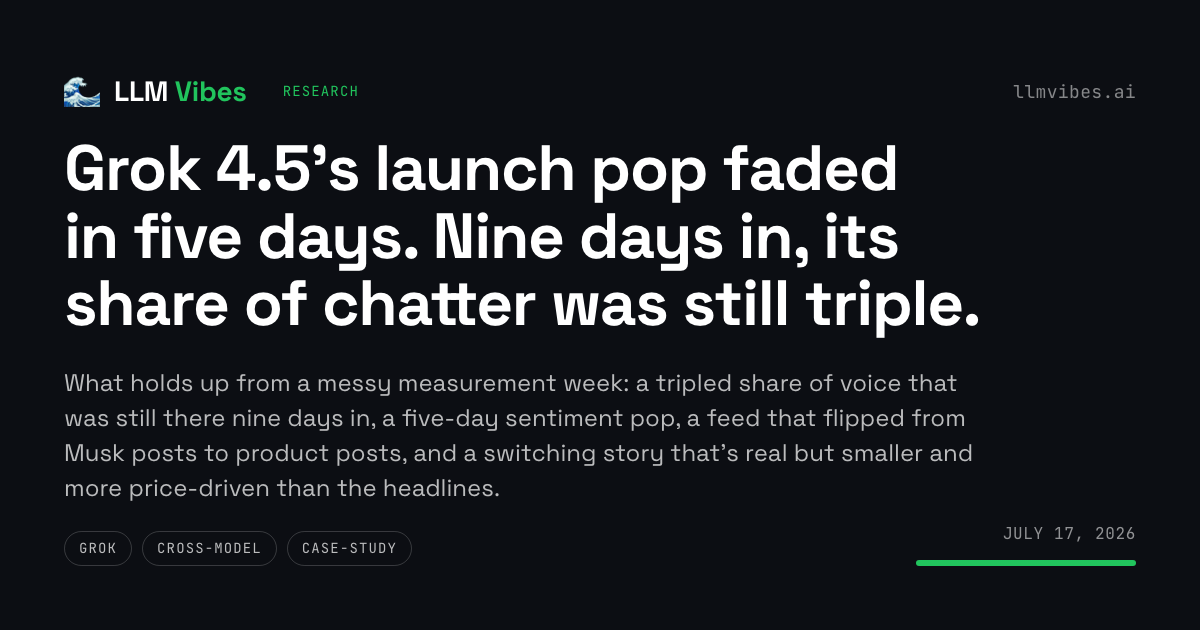 LLM Vibes RESEARCH llmvibes.ai
Grok 4.5’s launch pop faded
in five days. Nine days in, its
share of chatter was still triple.
What holds up from a messy measurement week: a tripled share of voice that
was still there nine days in, a five-day sentiment pop, a feed that flipped from
Musk posts to product posts, and a switching story that’s real but smaller and
more price-driven than the headlines.
JULY 17, 2026
GROK CROSS-MODEL CASE-STUDY